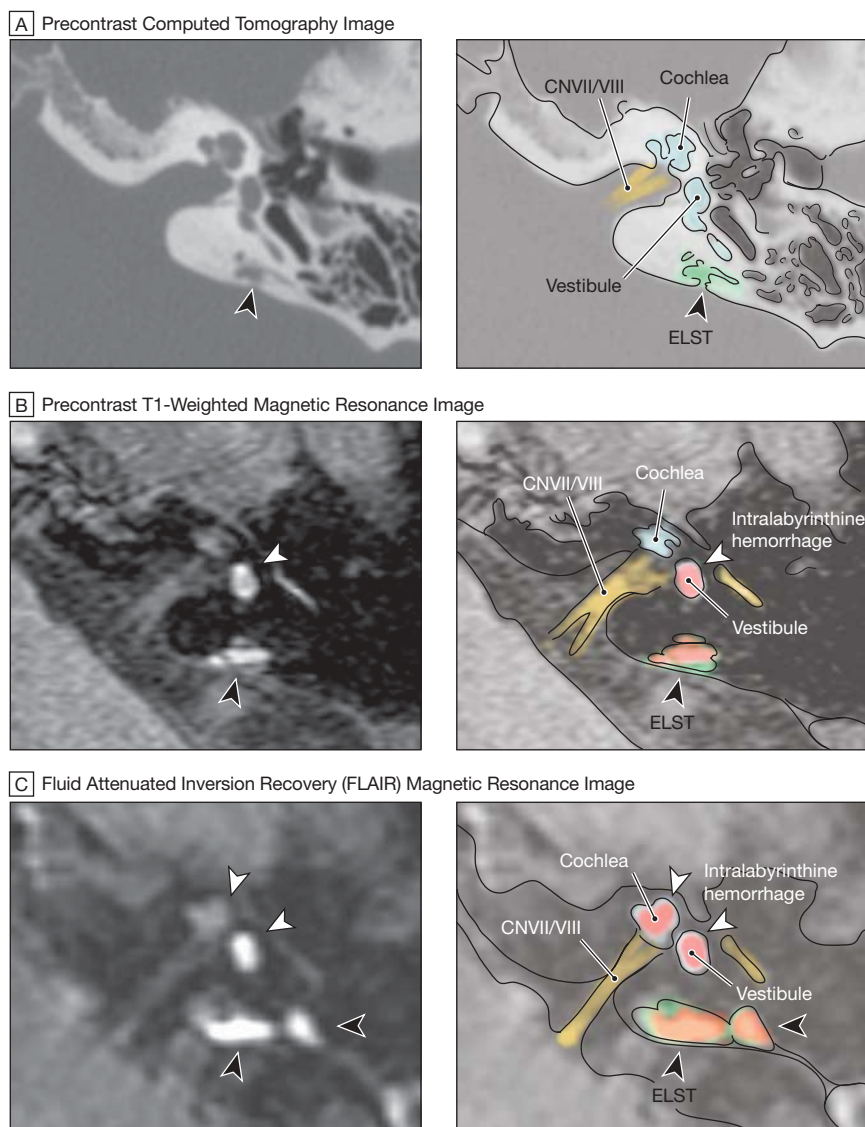 A Precontrast Computed Tomography Image
CNVII/VIII
Cochlea
Vestibule
ELST
B Precontrast T1-Weighted Magnetic Resonance Image
CNVII/VIII
Cochlea
Intralabyrinthine
hemorrhage
Vestibule
ELST
C Fluid Attenuated Inversion Recovery (FLAIR) Magnetic Resonance Image
Cochlea
Intralabyrinthine
hemorrhage
CNVII/VIII
Vestibule
ELST